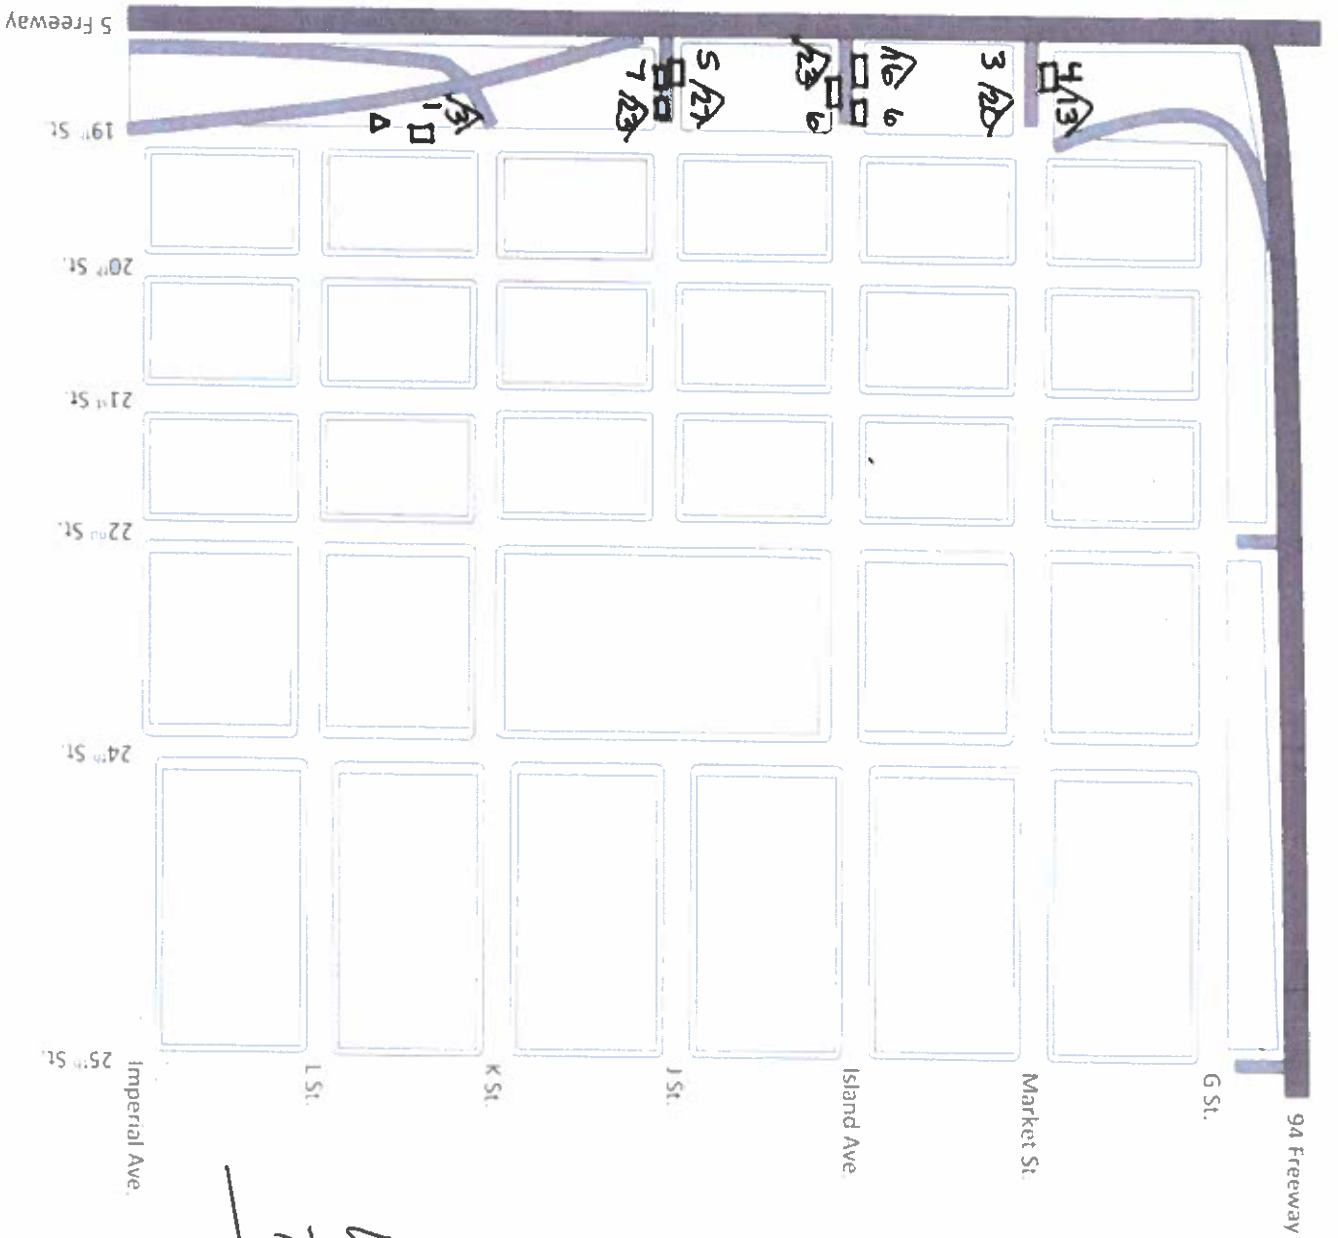 5 Freeway
19th St.
20th St.
21st St.
22nd St.
24th St.
25th St.
Imperial Ave.
L St.
K St.
J St.
Island Ave
Market St.
G St.
94 Freeway
1
13
7
23
5
6
23
16
6
3
20
4
13